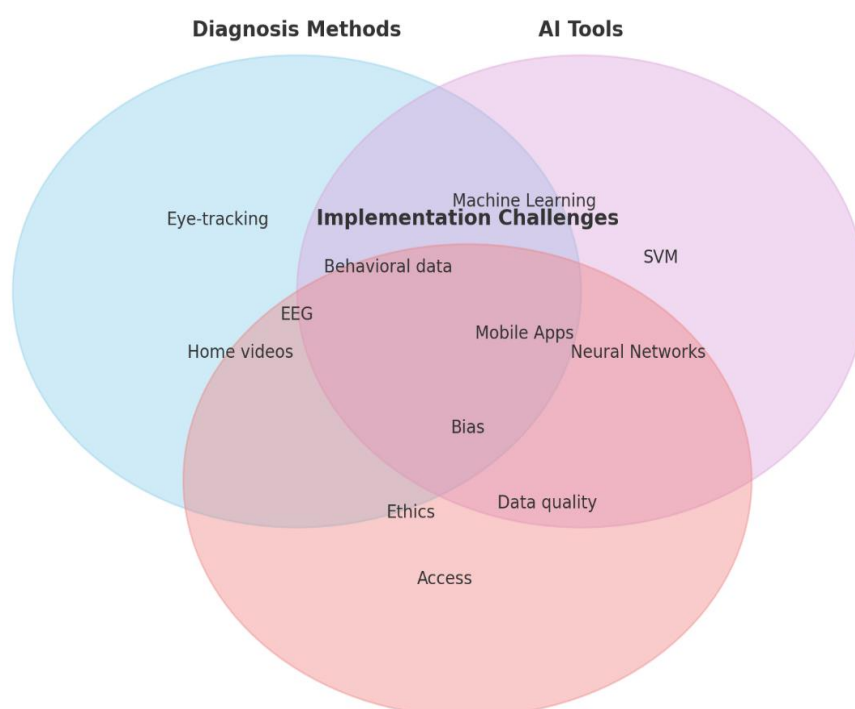 Diagnosis Methods
AI Tools
Machine Learning
Eye-tracking
Implementation Challenges
SVM
Behavioral data
EEG
Mobile Apps
Home videos
Neural Networks
Bias
Data quality
Ethics
Access